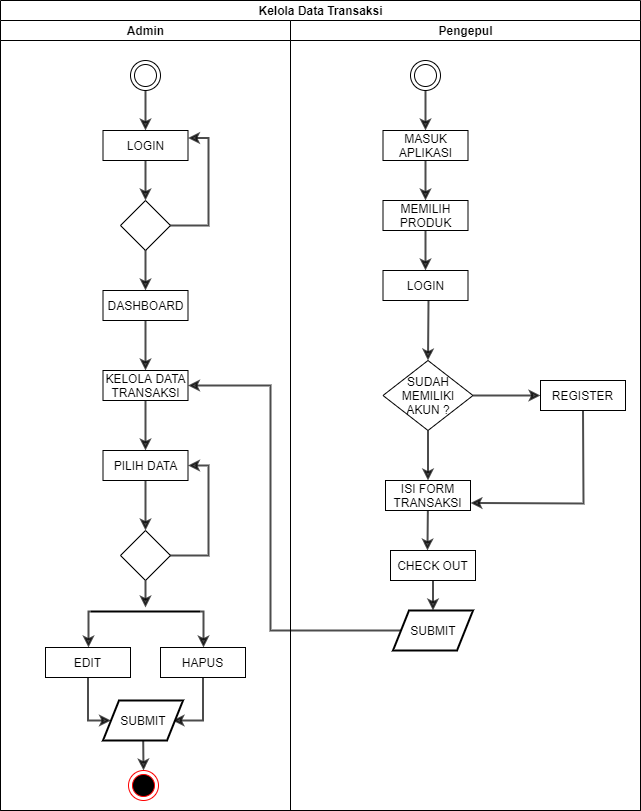 Kelola Data Transaksi
Admin
Pengepul
LOGIN
DASHBOARD
KELOLA DATA
TRANSAKSI
PILIH DATA
EDIT
HAPUS
SUBMIT
MASUK
APLIKASI
MEMILIH
PRODUK
LOGIN
SUDAH
MEMILIKI
AKUN ?
REGISTER
ISI FORM
TRANSAKSI
CHECK OUT
SUBMIT